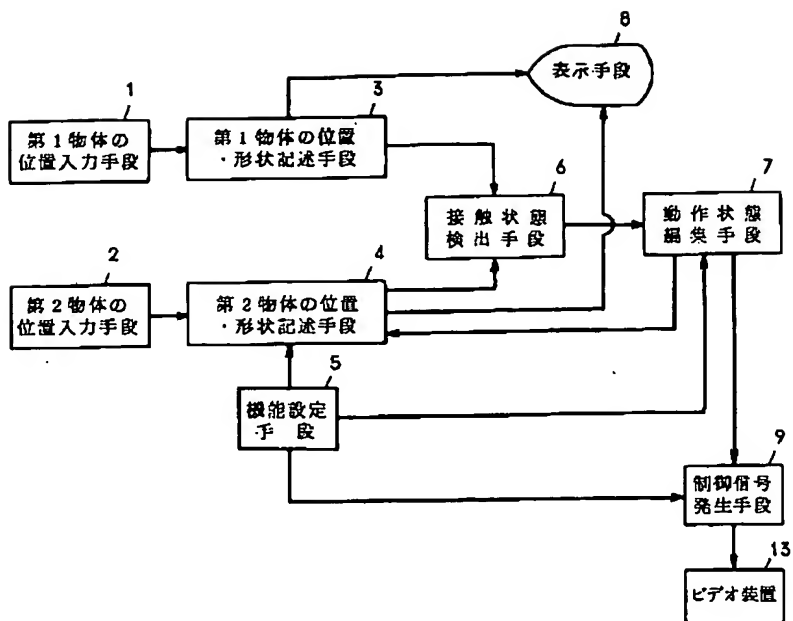 8
表示手段
1
第1物体の
位置入力手段
3
第1物体の位置
・形状記述手段
6
接触状態
検出手段
7
動作状態
編集手段
2
第2物体の
位置入力手段
4
第2物体の位置
・形状記述手段
5
機能設定
手段
9
制御信号
発生手段
13
ビデオ装置